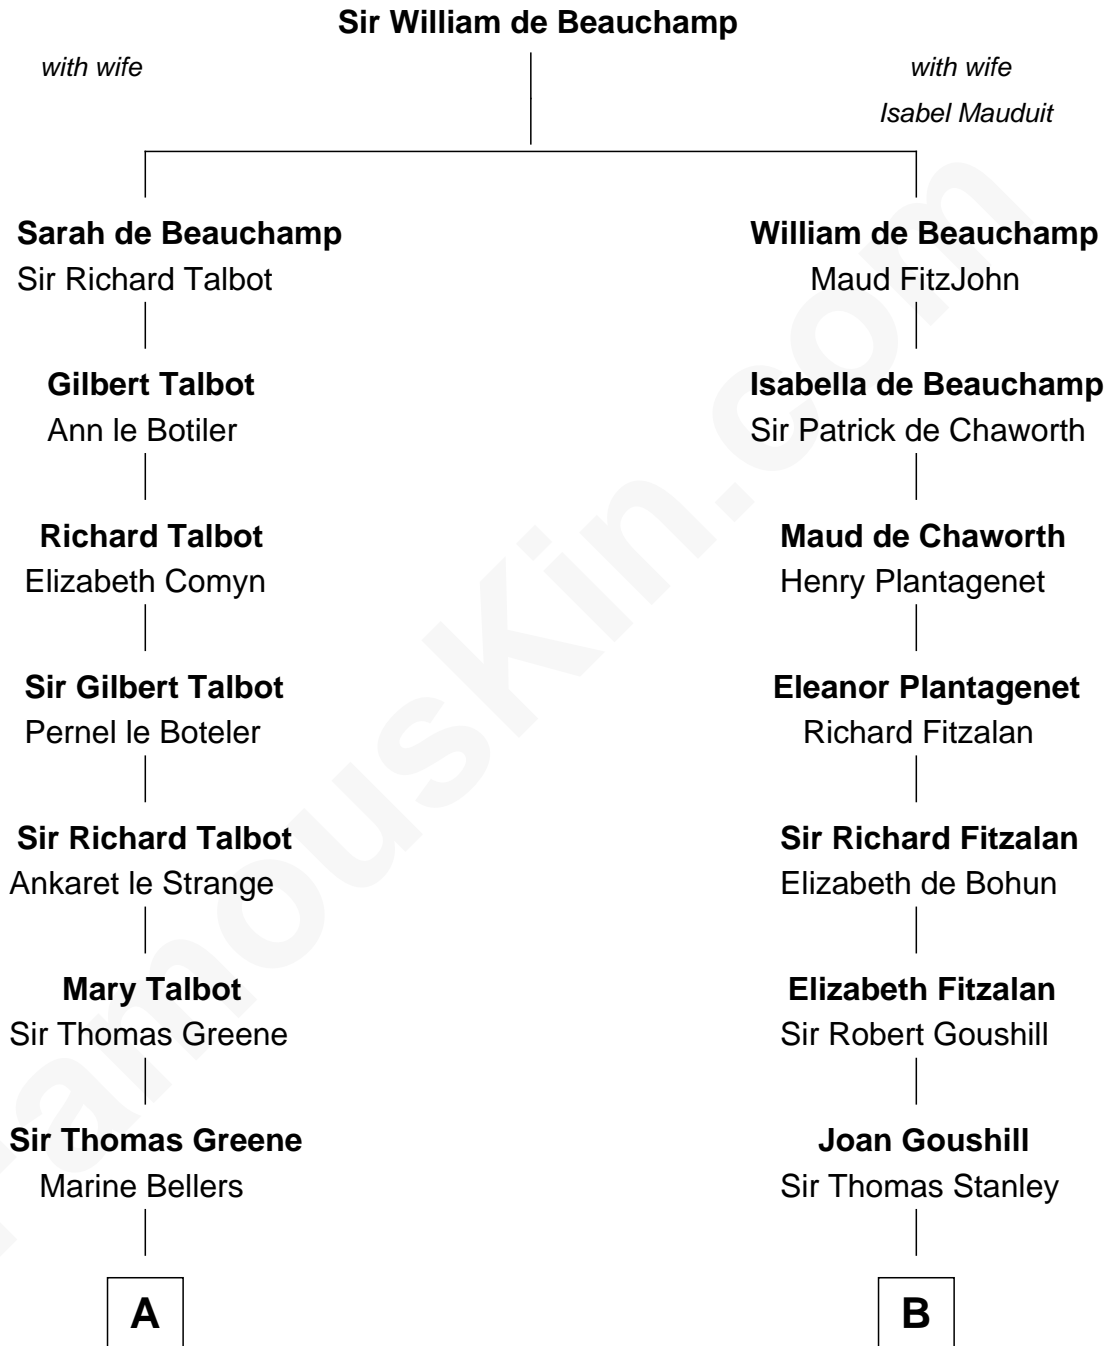 Sir William de Beauchamp
with wife
with wife
Isabel Mauduit
Sarah de Beauchamp
Sir Richard Talbot
William de Beauchamp
Maud FitzJohn
Gilbert Talbot
Ann le Botiler
Isabella de Beauchamp
Sir Patrick de Chaworth
Richard Talbot
Elizabeth Comyn
Maud de Chaworth
Henry Plantagenet
Sir Gilbert Talbot
Pernel le Boteler
Eleanor Plantagenet
Richard Fitzalan
Sir Richard Talbot
Ankaret le Strange
Sir Richard Fitzalan
Elizabeth de Bohun
Mary Talbot
Sir Thomas Greene
Elizabeth Fitzalan
Sir Robert Goushill
Sir Thomas Greene
Marine Bellers
Joan Goushill
Sir Thomas Stanley
A
B
FamousKin.com